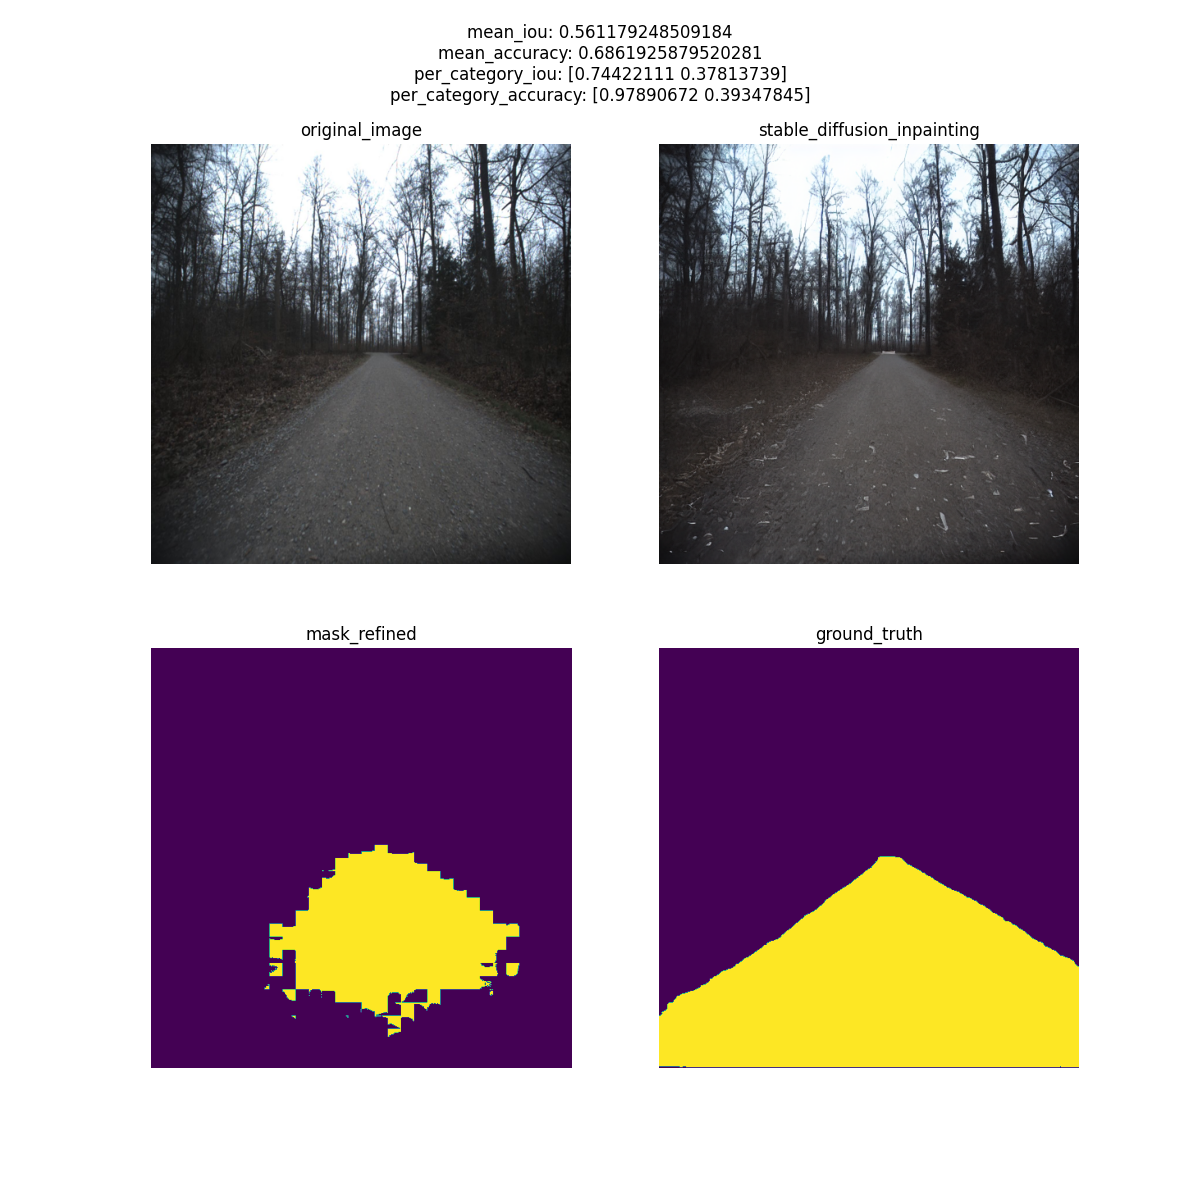 mean_iou: 0.561179248509184
mean_accuracy: 0.6861925879520281
per_category_iou: [0.74422111 0.37813739]
per_category_accuracy: [0.97890672 0.39347845]
original_image
stable_diffusion_inpainting
mask_refined
ground_truth